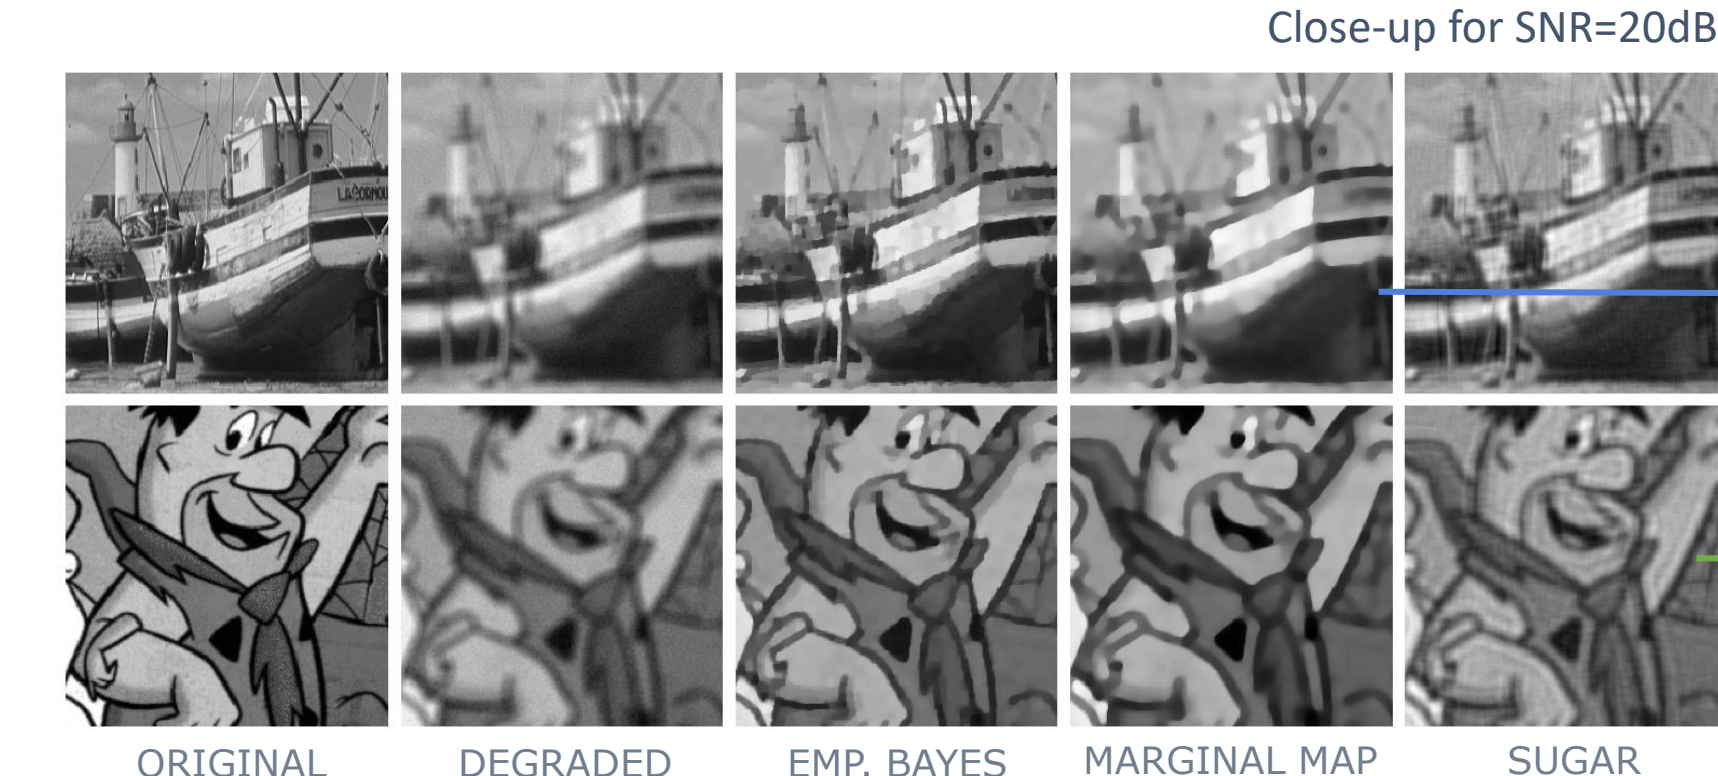 Close-up for SNR=20dB
ORIGINAL
DEGRADED
EMP. BAYES
MARGINAL MAP
SUGAR